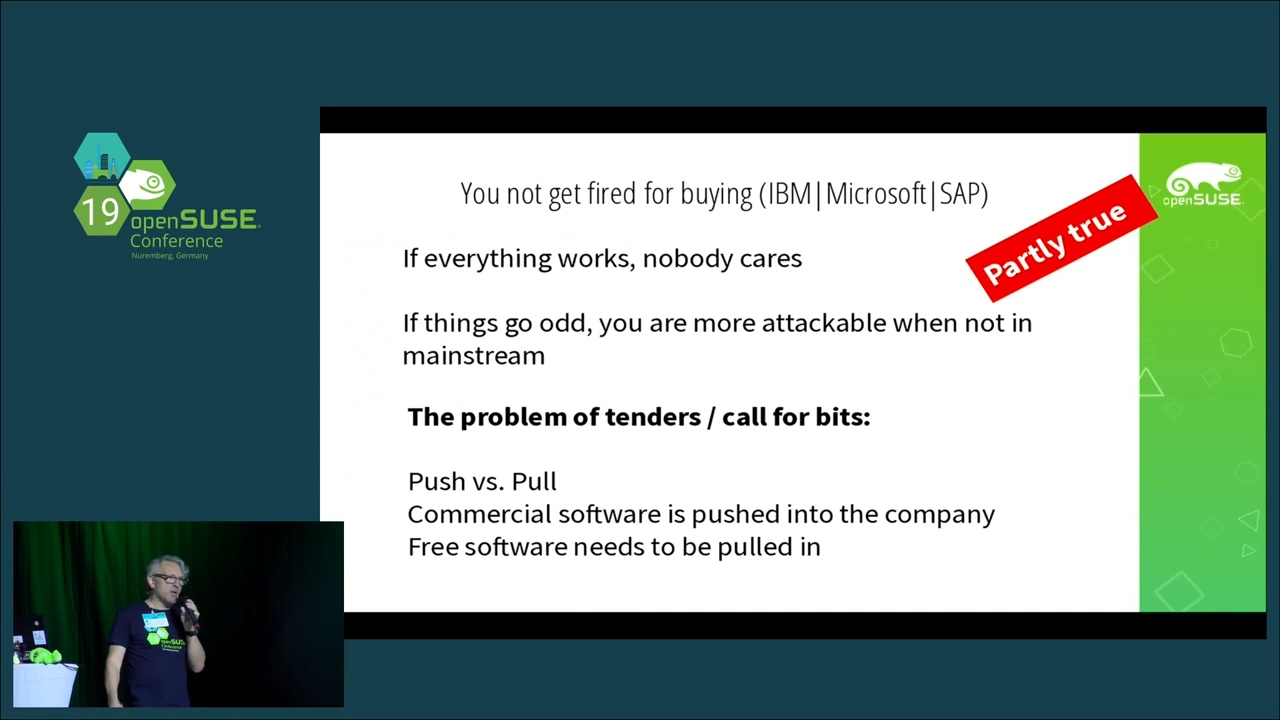 19
openSUSE
Conference
Nuremberg, Germany
You not get fired for buying (IBM|Microsoft|SAP)
openSUSE
Partly true
If everything works, nobody cares
If things go odd, you are more attackable when not in
mainstream
The problem of tenders / call for bits:
Push vs. Pull
Commercial software is pushed into the company
Free software needs to be pulled in
openSUSE
Conference